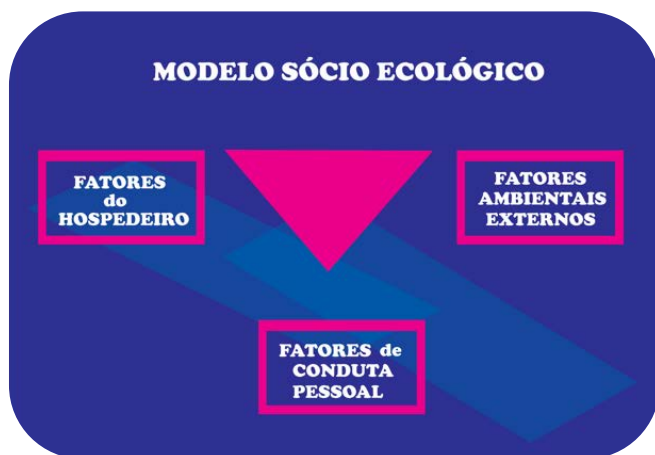 MODELO SÓCIO ECOLÓGICO
FATORES
do
HOSPEDEIRO
FATORES
AMBIENTAIS
EXTERNOS
FATORES de
CONDUTA
PESSOAL